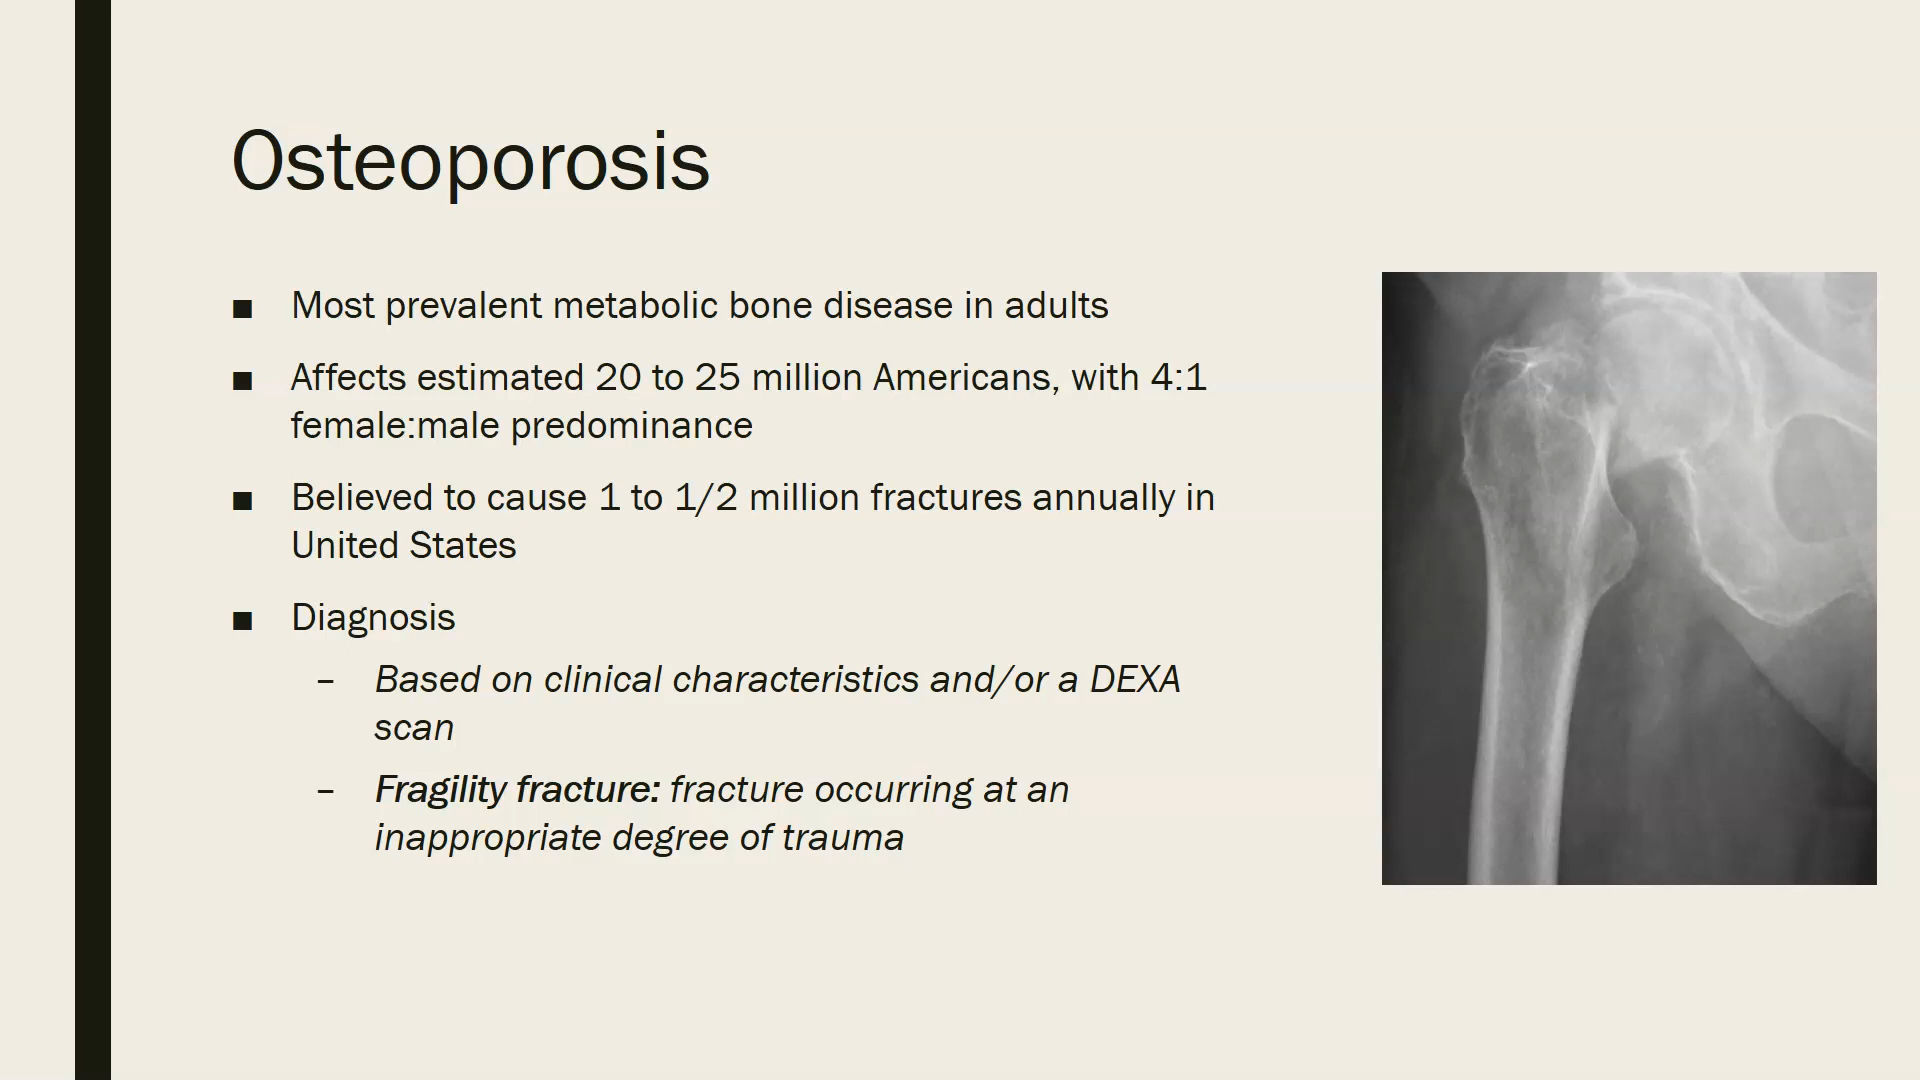 Osteoporosis
■ Most prevalent metabolic bone disease in adults
■ Affects estimated 20 to 25 million Americans, with 4:1
female:male predominance
■ Believed to cause 1 to 1/2 million fractures annually in
United States
■ Diagnosis
– Based on clinical characteristics and/or a DEXA
scan
– Fragility fracture: fracture occurring at an
inappropriate degree of trauma